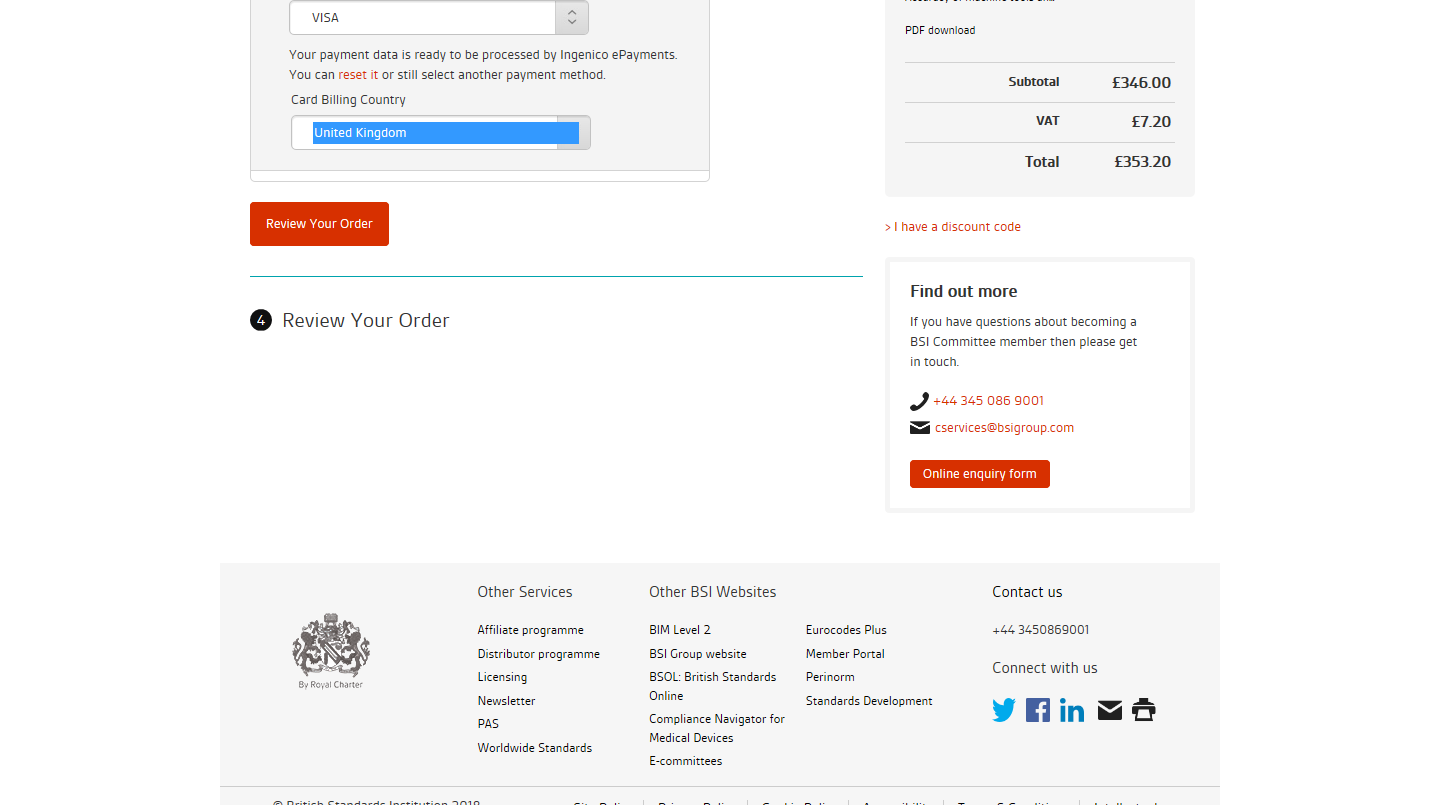 VISA
Your payment data is ready to be processed by Ingenico ePayments.
You can reset it or still select another payment method.
Card Billing Country
United Kingdom
Review Your Order
4 Review Your Order
PDF download
Subtotal £346.00
VAT £7.20
Total £353.20
> I have a discount code
Find out more
If you have questions about becoming a
BSI Committee member then please get
in touch.
+44 345 086 9001
cservices@bsigroup.com
Online enquiry form
By Royal Charter
Other Services
Affiliate programme
Distributor programme
Licensing
Newsletter
PAS
Worldwide Standards
Other BSI Websites
BIM Level 2
BSI Group website
BSOL: British Standards
Online
Compliance Navigator for
Medical Devices
E-committees
Eurocodes Plus
Member Portal
Perinorm
Standards Development
Contact us
+44 3450869001
Connect with us
© British Standards Institution 2018